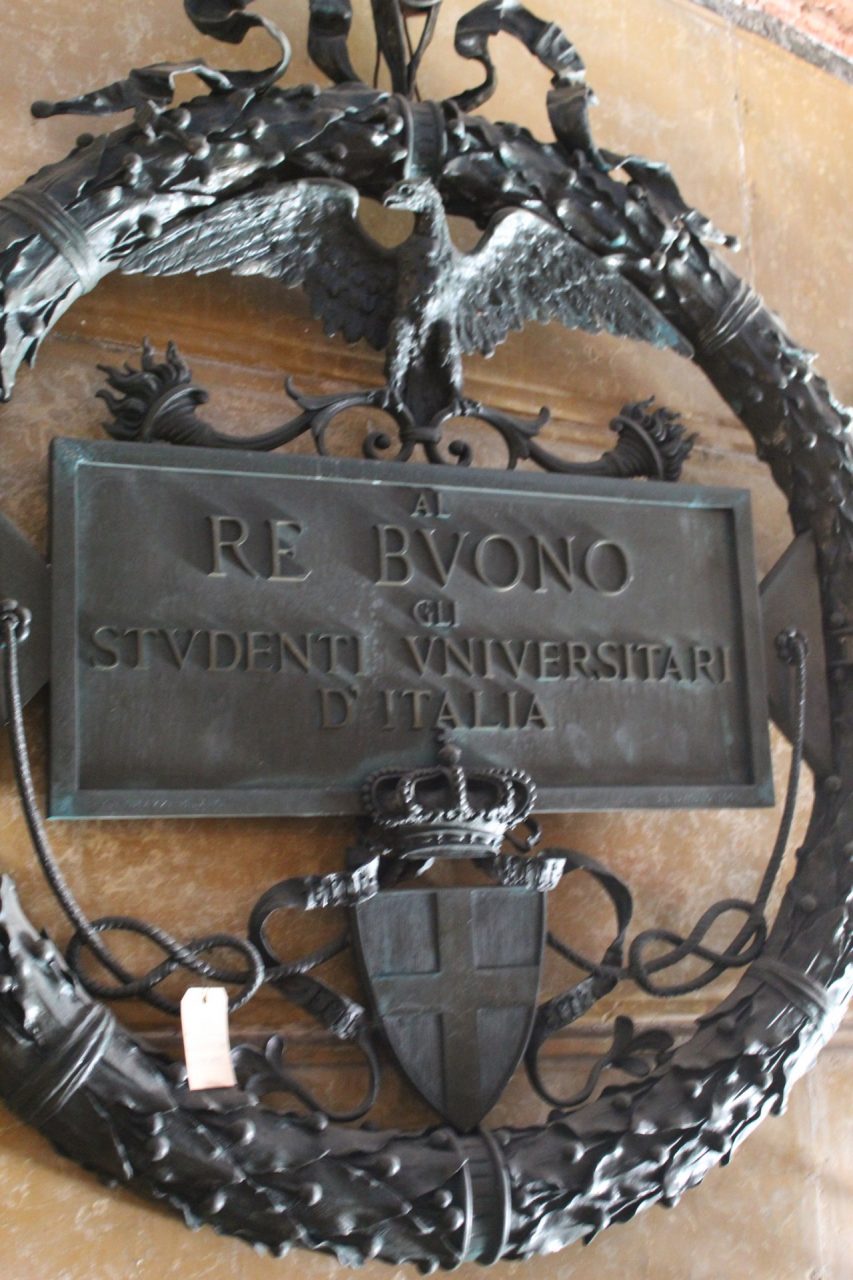 AL
RE BVONO
GLI
STVDENTI VNIVERSITARI
D'ITALIA